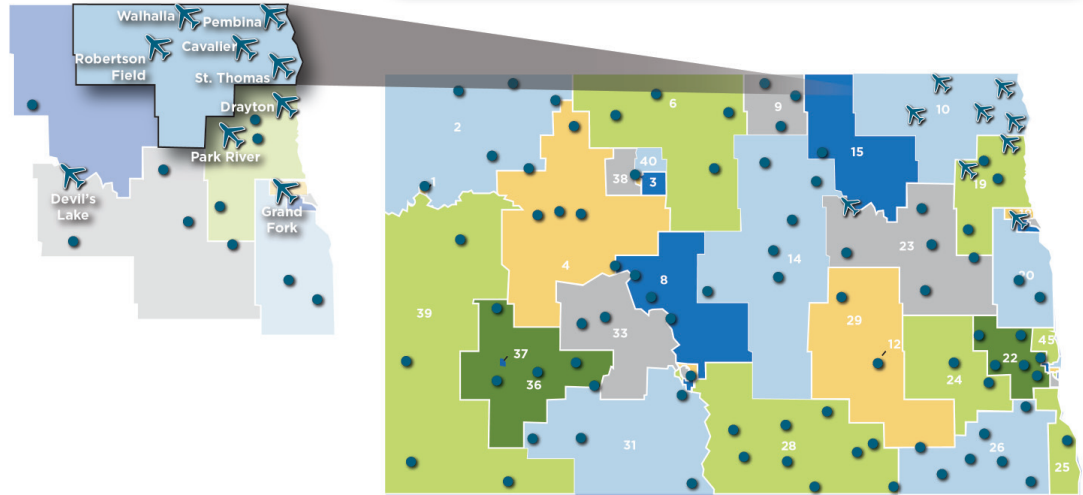 Walhalla
Pembina
Cavalier
Robertson
Field
St. Thomas
Drayton
Park River
Devil's
Lake
Grand
Fork
2
6
9
10
15
40
38
3
1
19
23
14
20
4
8
39
29
33
12
45
37
22
36
24
31
28
26
25